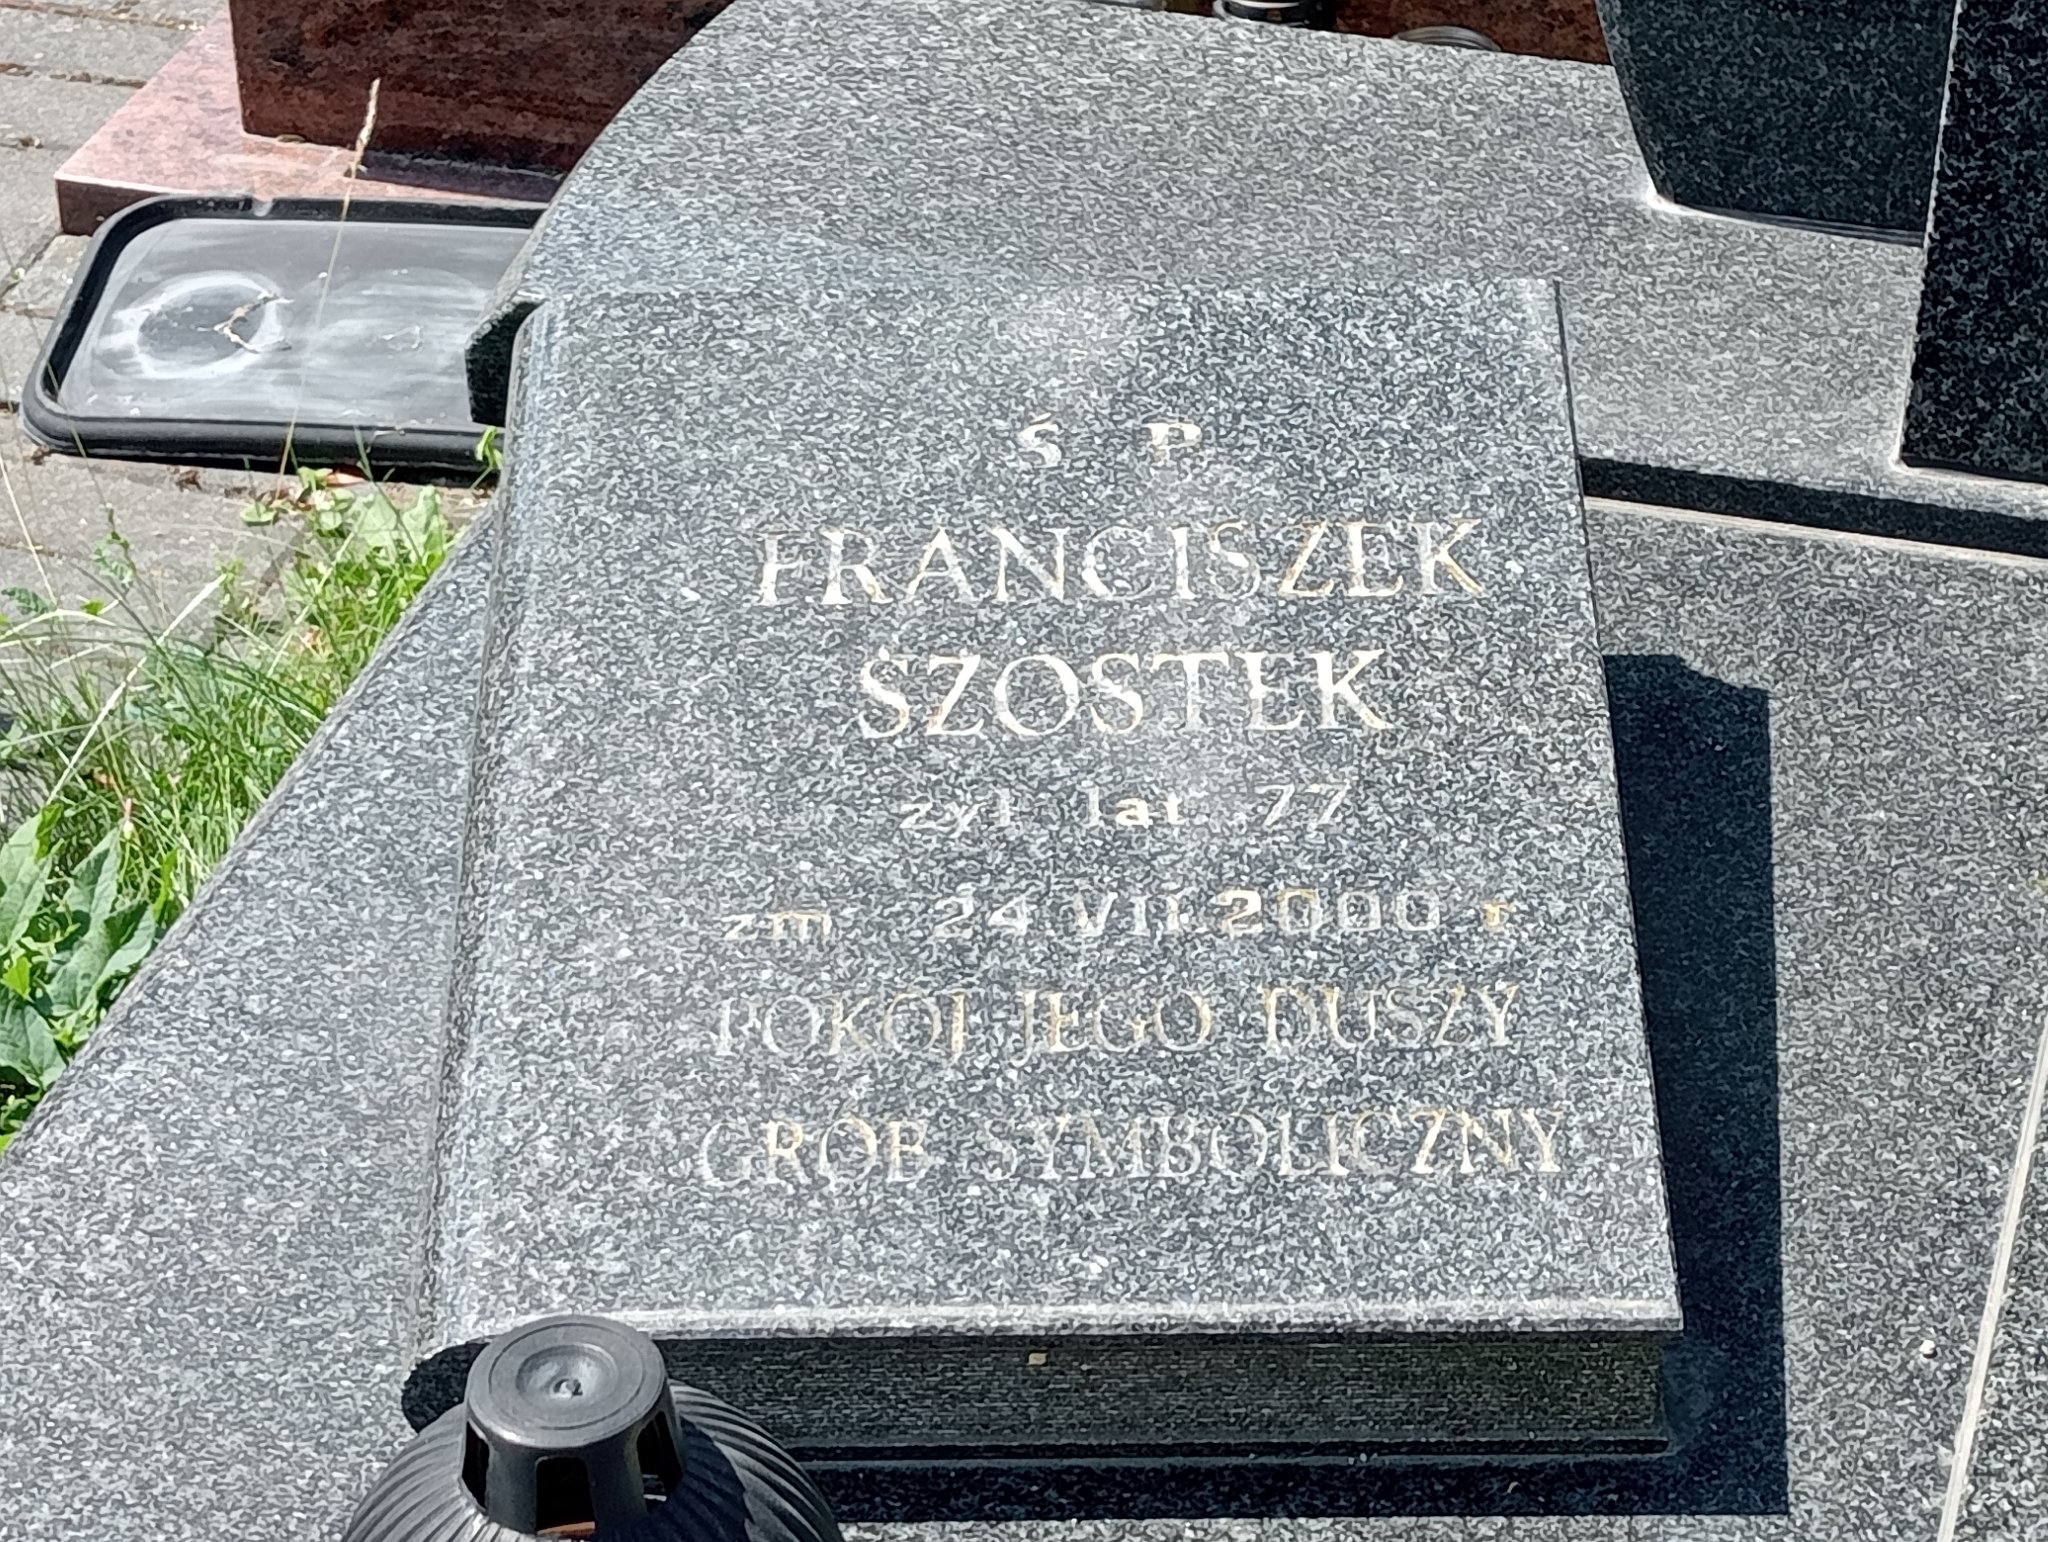 Ś P
FRANCISZEK
SZOSTEK
żył lat 77
zm 24.VII.2000 r
POKÓJ JEGO DUSZY
GRÓB SYMBOLICZNY